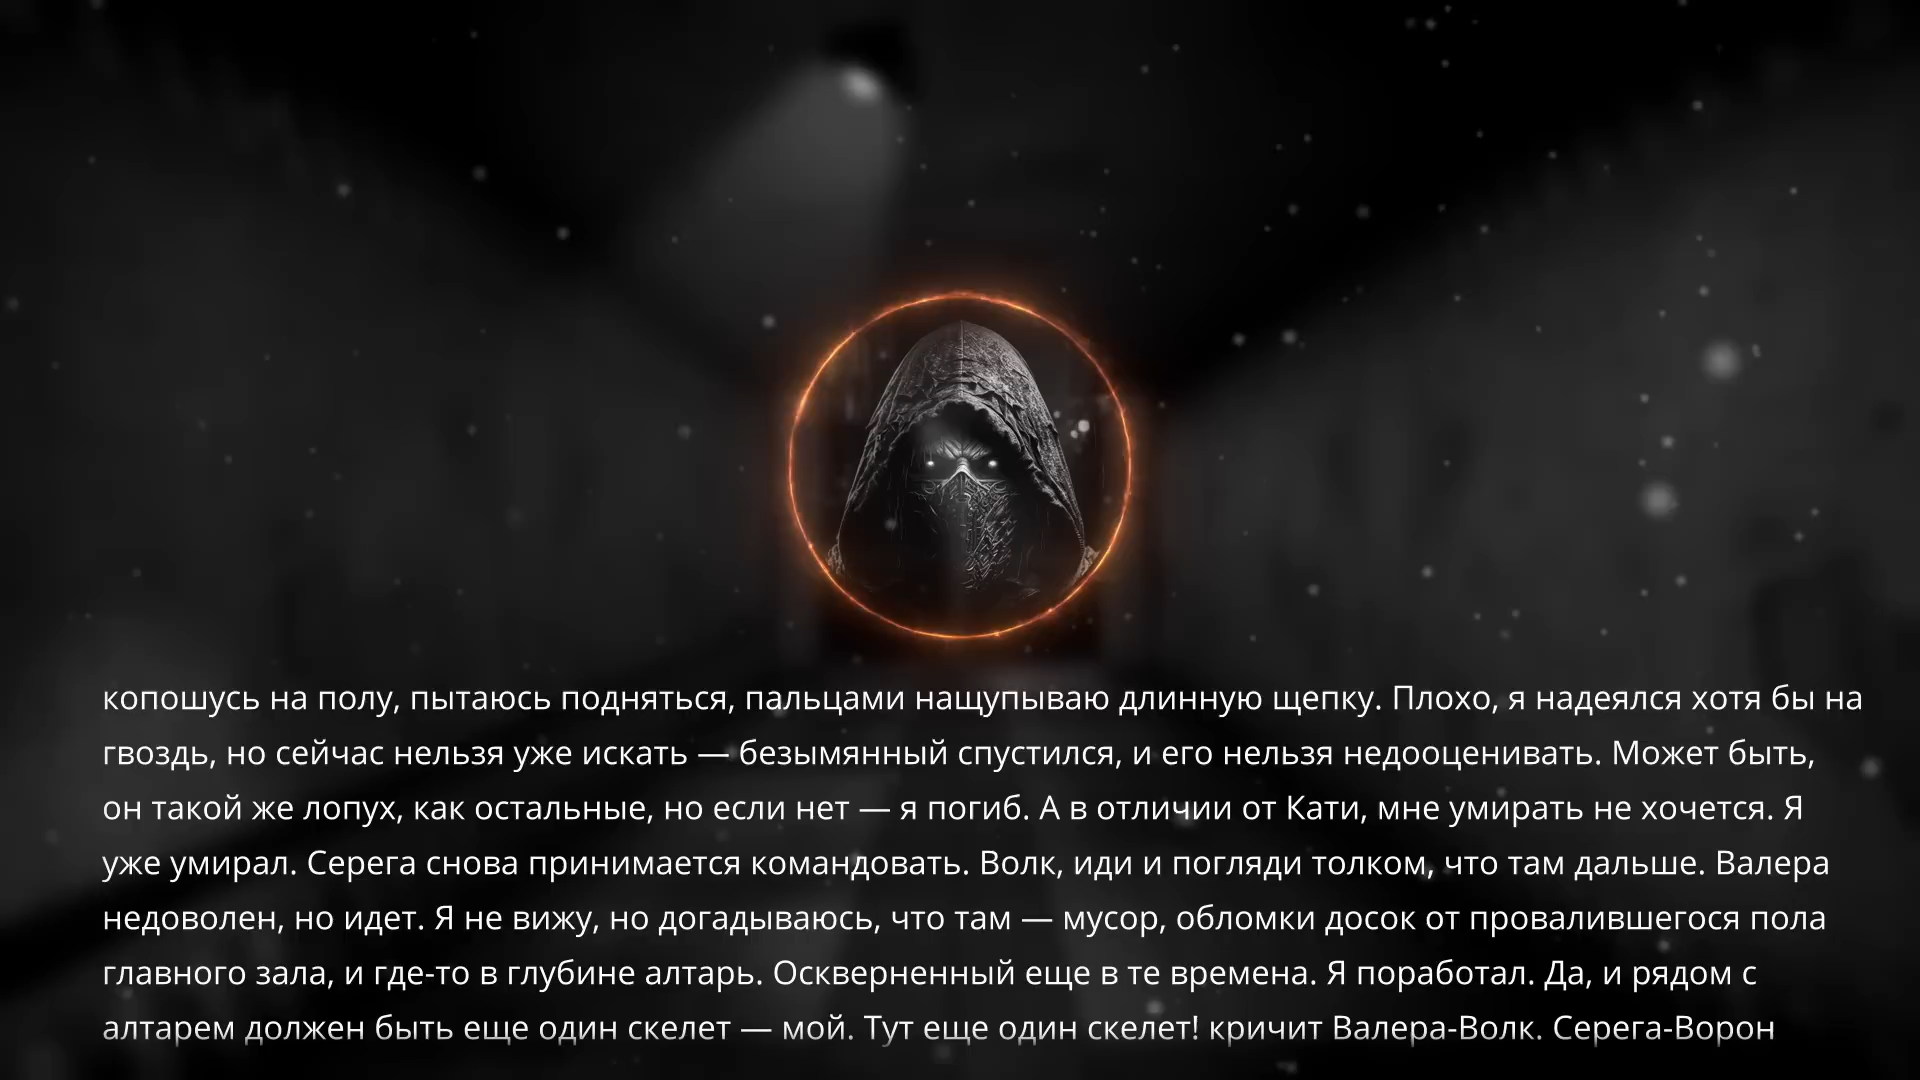 копошусь на полу, пытаюсь подняться, пальцами нащупываю длинную щепку. Плохо, я надеялся хотя бы на
гвоздь, но сейчас нельзя уже искать — безымянный спустился, и его нельзя недооценивать. Может быть,
он такой же лопух, как остальные, но если нет — я погиб. А в отличии от Кати, мне умирать не хочется. Я
уже умирал. Серега снова принимается командовать. Волк, иди и погляди толком, что там дальше. Валера
недоволен, но идет. Я не вижу, но догадываюсь, что там — мусор, обломки досок от провалившегося пола
главного зала, и где-то в глубине алтарь. Оскверненный еще в те времена. Я поработал. Да, и рядом с
алтарем должен быть еще один скелет — мой. Тут еще один скелет! кричит Валера-Волк. Серега-Ворон